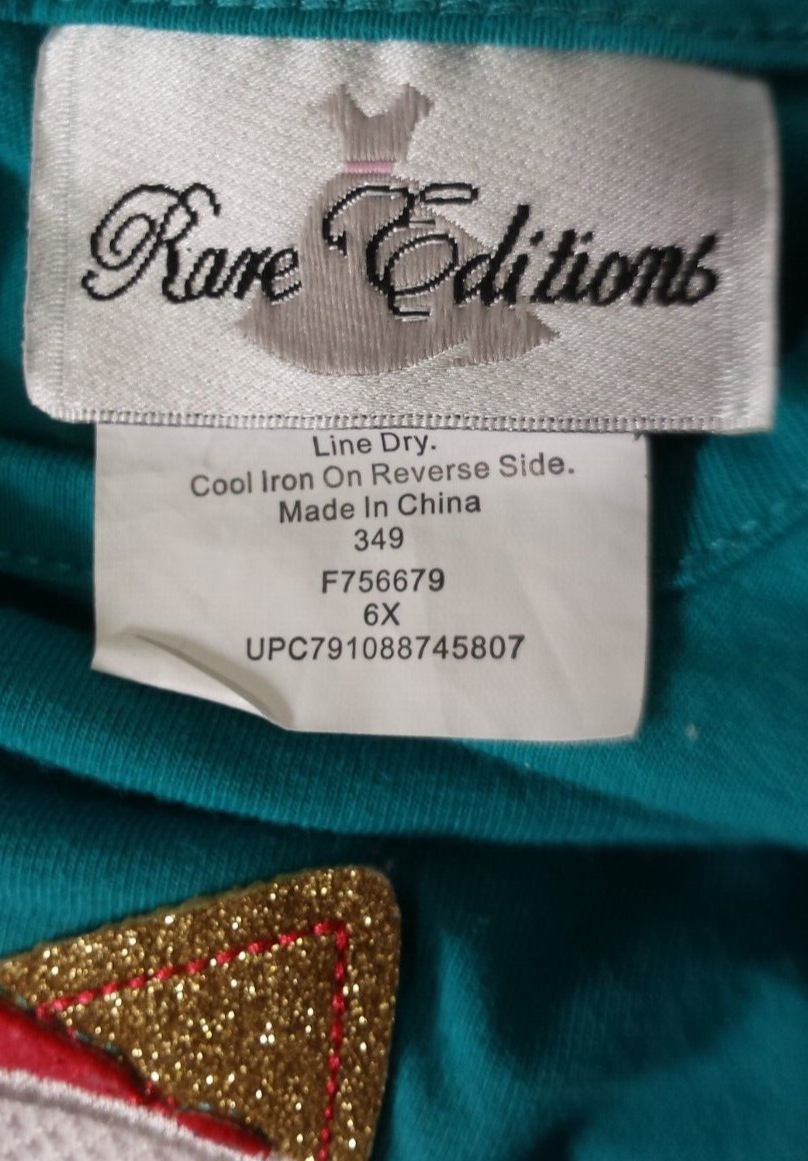 Rare Editions
Line Dry.
Cool Iron On Reverse Side.
Made In China
349
F756679
6X
UPC791088745807